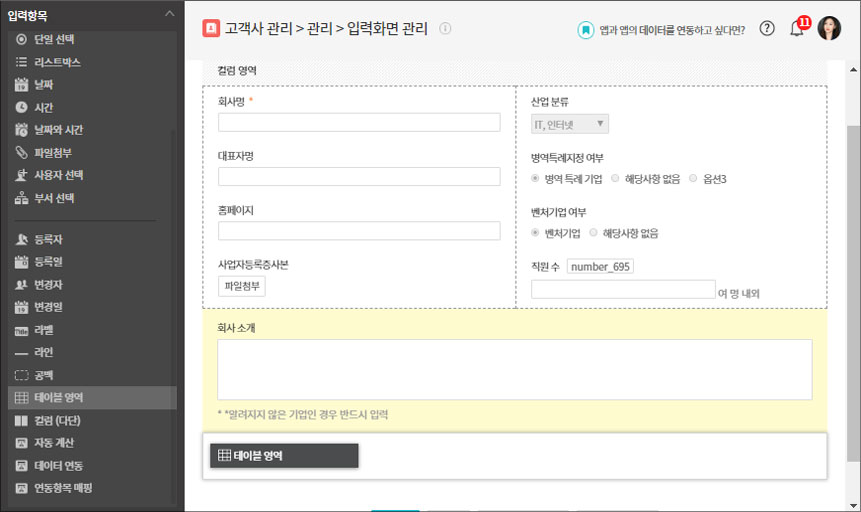 입력항목
단일 선택
리스트박스
날짜
시간
날짜와 시간
파일첨부
사용자 선택
부서 선택
등록자
등록일
변경자
변경일
라벨
라인
공백
테이블 영역
컬럼 (다단)
자동 계산
데이터 연동
연동항목 매핑
고객사 관리 > 관리 > 입력화면 관리
앱과 앱의 데이터를 연동하고 싶다면?
11
컬럼 영역
회사명 *
대표자명
홈페이지
사업자등록증사본
파일첨부
산업 분류
IT, 인터넷
병역특례지정 여부
병역 특례 기업 해당사항 없음 옵션3
벤처기업 여부
벤처기업 해당사항 없음
직원 수 number_695
여 명 내외
회사 소개
* *알려지지 않은 기업인 경우 반드시 입력
테이블 영역